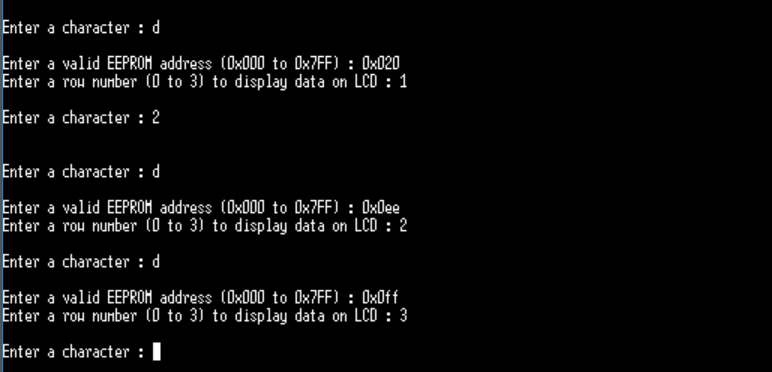 Enter a character : d
Enter a valid EEPROM address (0x000 to 0x7FF) : 0x020
Enter a row number (0 to 3) to display data on LCD : 1
Enter a character : 2
Enter a character : d
Enter a valid EEPROM address (0x000 to 0x7FF) : 0x0ee
Enter a row number (0 to 3) to display data on LCD : 2
Enter a character : d
Enter a valid EEPROM address (0x000 to 0x7FF) : 0x0ff
Enter a row number (0 to 3) to display data on LCD : 3
Enter a character :